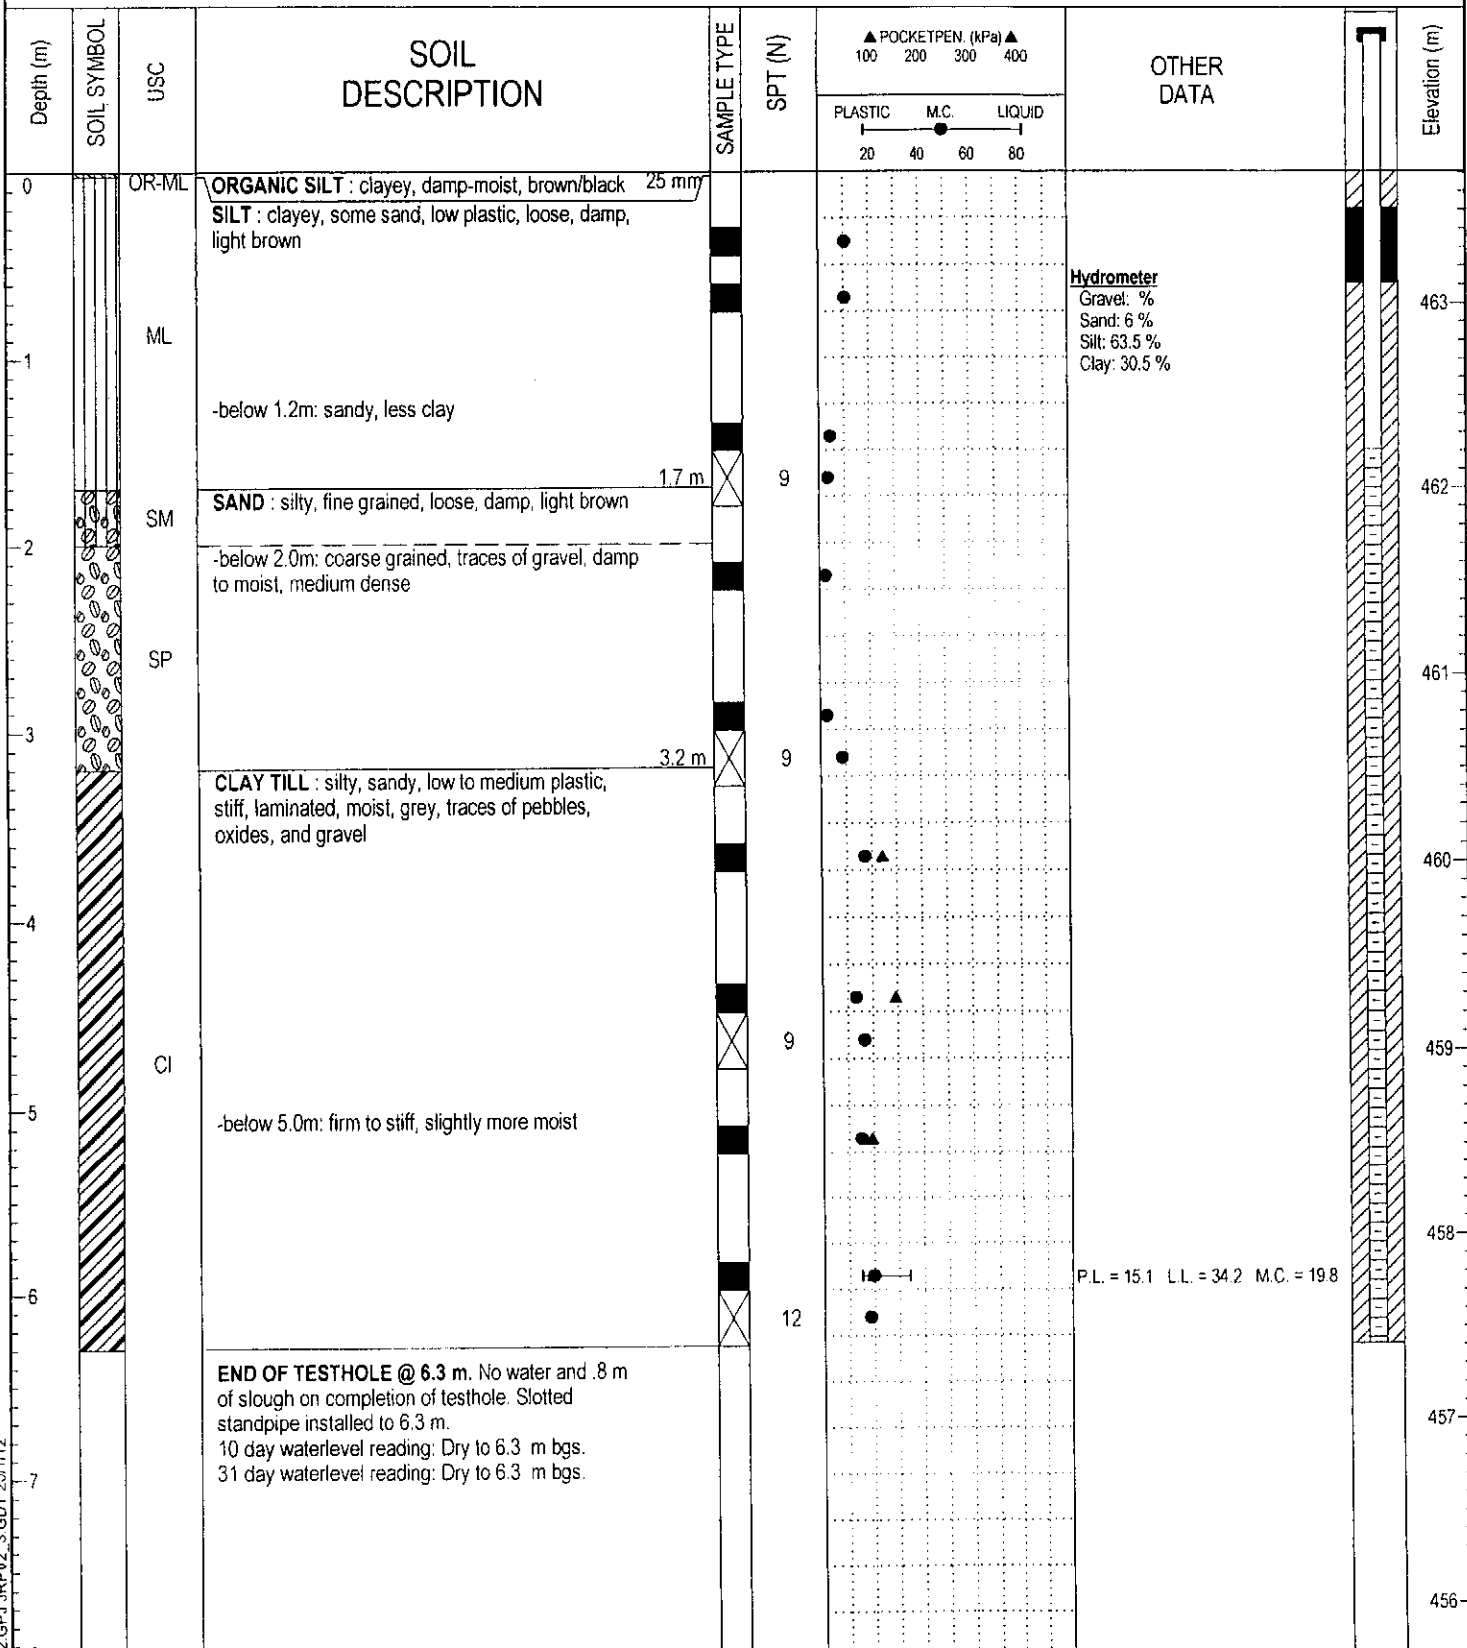 Depth (m)
SOIL SYMBOL
USC
SOIL
DESCRIPTION
SAMPLE TYPE
SPT (N)
▲ POCKETPEN. (kPa) ▲
100 200 300 400
PLASTIC M.C. LIQUID
20 40 60 80
OTHER
DATA
Elevation (m)
0
OR-ML
ORGANIC SILT : clayey, damp-moist, brown/black 25 mm
SILT : clayey, some sand, low plastic, loose, damp,
light brown
Hydrometer
Gravel: %
Sand: 6 %
Silt: 63.5 %
Clay: 30.5 %
463
ML
1
-below 1.2m: sandy, less clay
1.7 m
9
462
SAND : silty, fine grained, loose, damp, light brown
SM
2
-below 2.0m: coarse grained, traces of gravel, damp
to moist, medium dense
SP
461
3
3.2 m
9
CLAY TILL : silty, sandy, low to medium plastic,
stiff, laminated, moist, grey, traces of pebbles,
oxides, and gravel
460
4
9
459
CI
5
-below 5.0m: firm to stiff, slightly more moist
458
P.L. = 15.1 L.L. = 34.2 M.C. = 19.8
6
12
END OF TESTHOLE @ 6.3 m. No water and .8 m
of slough on completion of testhole. Slotted
standpipe installed to 6.3 m.
10 day waterlevel reading: Dry to 6.3 m bgs.
31 day waterlevel reading: Dry to 6.3 m bgs.
457
7
456